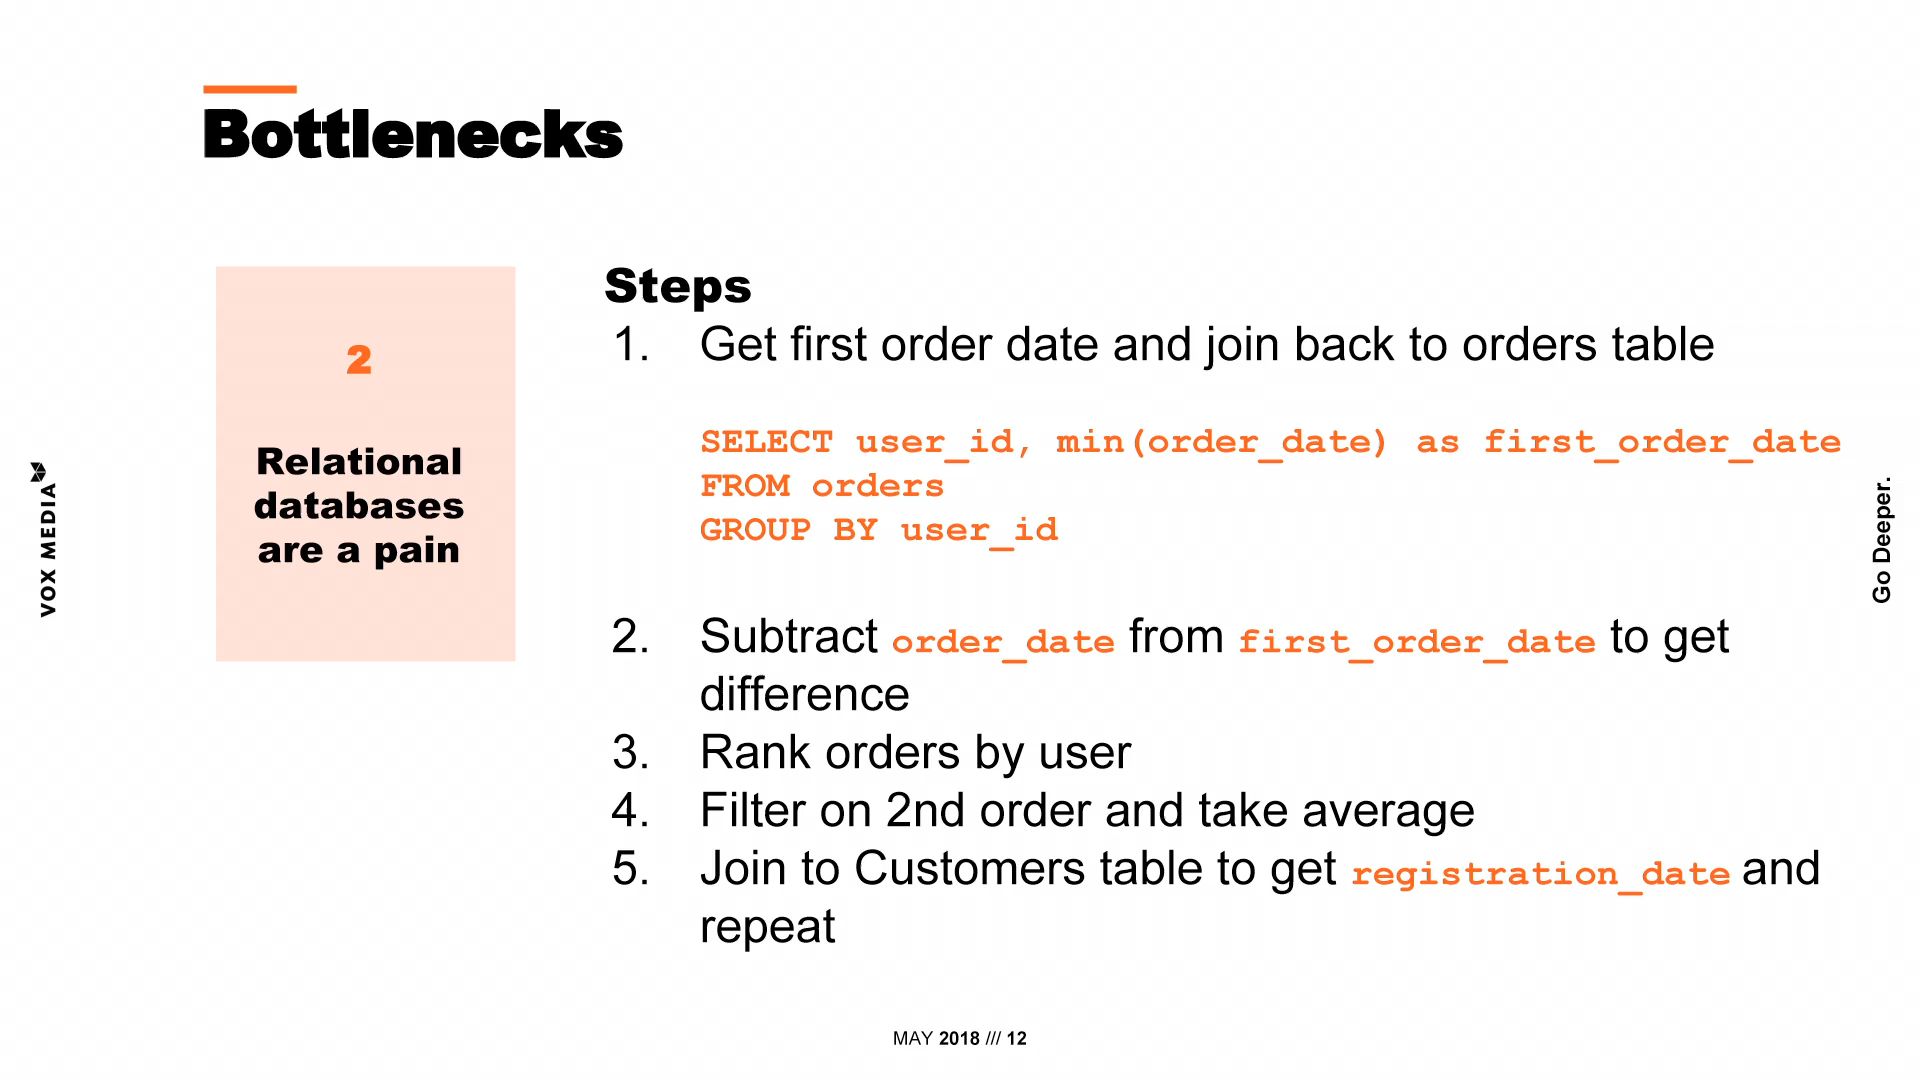 Bottlenecks
2
Relational
databases
are a pain
Steps
1. Get first order date and join back to orders table
SELECT user_id, min(order_date) as first_order_date
FROM orders
GROUP BY user_id
2. Subtract order_date from first_order_date to get
difference
3. Rank orders by user
4. Filter on 2nd order and take average
5. Join to Customers table to get registration_date and
repeat
VOX MEDIA
Go Deeper.
MAY 2018 /// 12